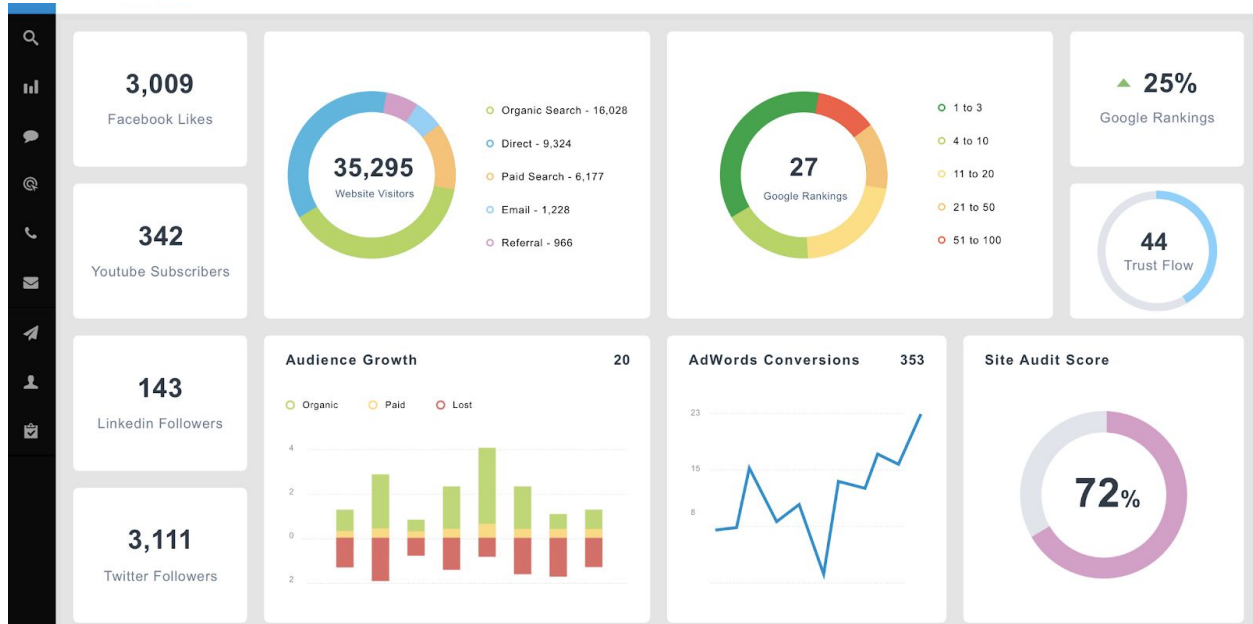 3,009
Facebook Likes
342
Youtube Subscribers
143
Linkedin Followers
3,111
Twitter Followers
35,295
Website Visitors
Organic Search - 16,028
Direct - 9,324
Paid Search - 6,177
Email - 1,228
Referral - 966
27
Google Rankings
1 to 3
4 to 10
11 to 20
21 to 50
51 to 100
25%
Google Rankings
44
Trust Flow
Audience Growth 20
Organic Paid Lost
4
2
0
2
AdWords Conversions 353
23
15
8
Site Audit Score
72%